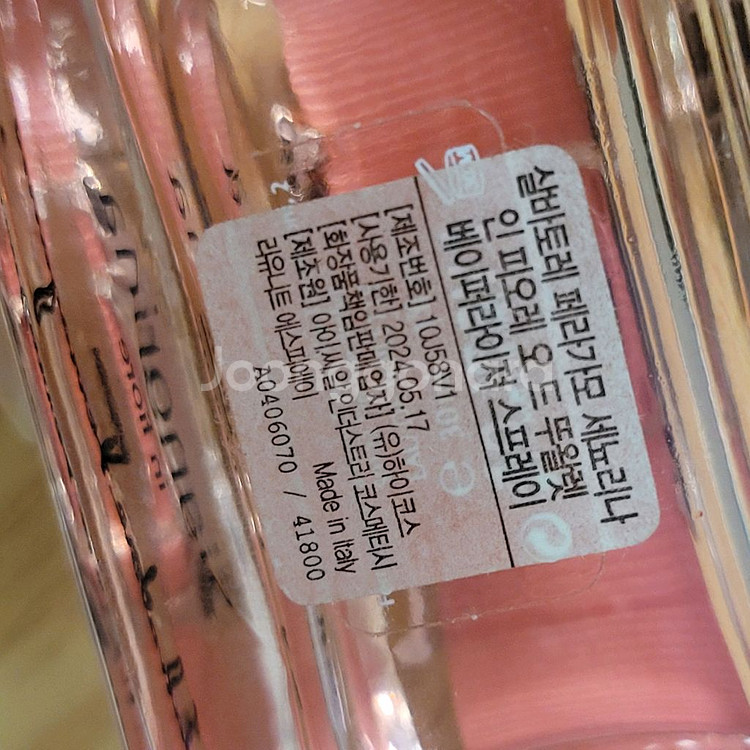 살바토레 페라가모 세뇨리나
인 피오레 오 드 뚜왈렛
베이퍼라이져 스프레이
[제조번호] 10J58V1
[사용기한] 2024.05.17
[화장품책임판매업자] (유)하이코스
[제조원] 아이씨알 인더스트리 코스메티시
리유니트 에스피에이 Made in Italy
A0406070 / 41800
Joonggonara